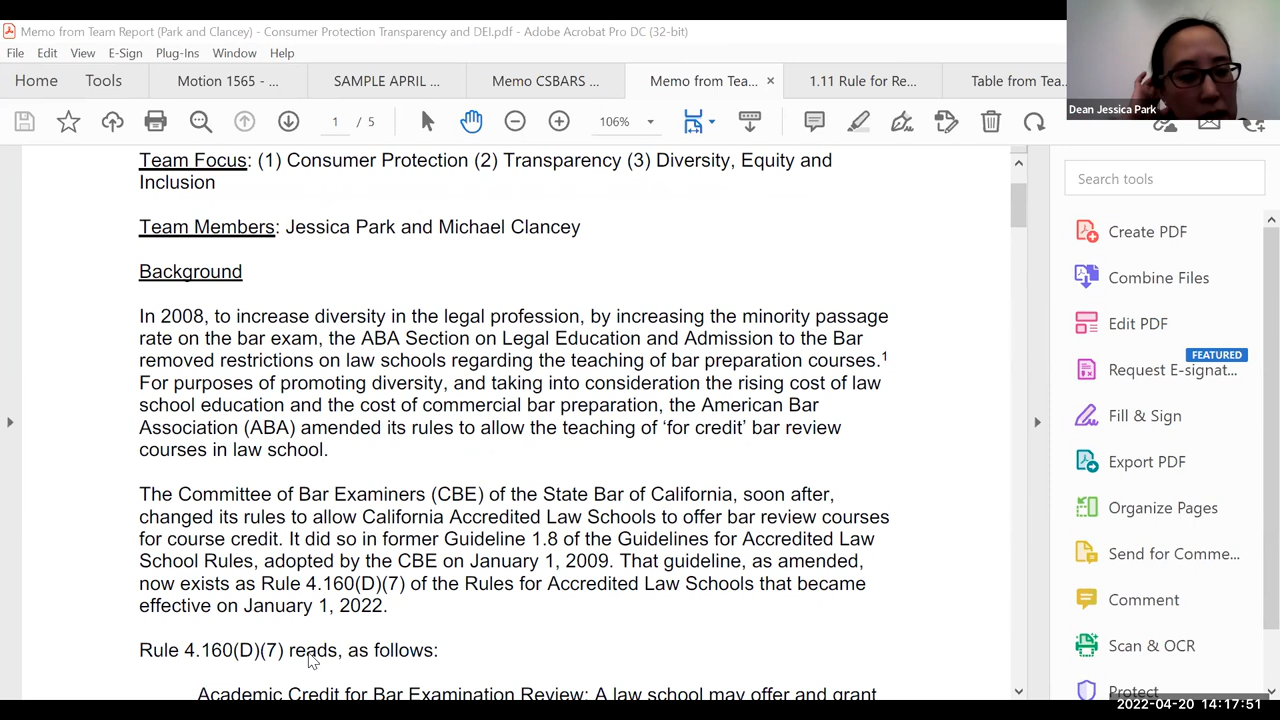 Memo from Team Report (Park and Clancey) - Consumer Protection Transparency and DEI.pdf - Adobe Acrobat Pro DC (32-bit)
File Edit View E-Sign Plug-Ins Window Help
Home Tools Motion 1565 - ... SAMPLE APRIL ... Memo CSBARS ... Memo from Tea... × 1.11 Rule for Re... Table from Tea...
Dean Jessica Park
1 / 5 106%
Team Focus: (1) Consumer Protection (2) Transparency (3) Diversity, Equity and
Inclusion
Team Members: Jessica Park and Michael Clancey
Background
In 2008, to increase diversity in the legal profession, by increasing the minority passage
rate on the bar exam, the ABA Section on Legal Education and Admission to the Bar
removed restrictions on law schools regarding the teaching of bar preparation courses.¹
For purposes of promoting diversity, and taking into consideration the rising cost of law
school education and the cost of commercial bar preparation, the American Bar
Association (ABA) amended its rules to allow the teaching of ‘for credit’ bar review
courses in law school.
The Committee of Bar Examiners (CBE) of the State Bar of California, soon after,
changed its rules to allow California Accredited Law Schools to offer bar review courses
for course credit. It did so in former Guideline 1.8 of the Guidelines for Accredited Law
School Rules, adopted by the CBE on January 1, 2009. That guideline, as amended,
now exists as Rule 4.160(D)(7) of the Rules for Accredited Law Schools that became
effective on January 1, 2022.
Rule 4.160(D)(7) reads, as follows:
Academic Credit for Bar Examination Review: A law school may offer and grant
Search tools
Create PDF
Combine Files
Edit PDF
FEATURED
Request E-signat...
Fill & Sign
Export PDF
Organize Pages
Send for Comme...
Comment
Scan & OCR
Protect
2022-04-20 14:17:51